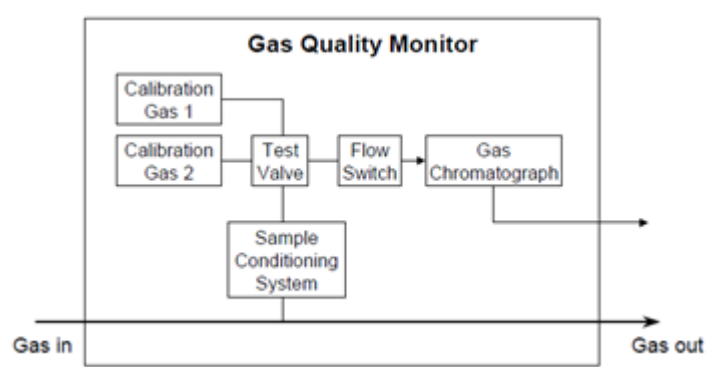 Gas Quality Monitor
Calibration
Gas 1
Calibration
Gas 2
Test
Valve
Flow
Switch
Gas
Chromatograph
Sample
Conditioning
System
Gas in
Gas out